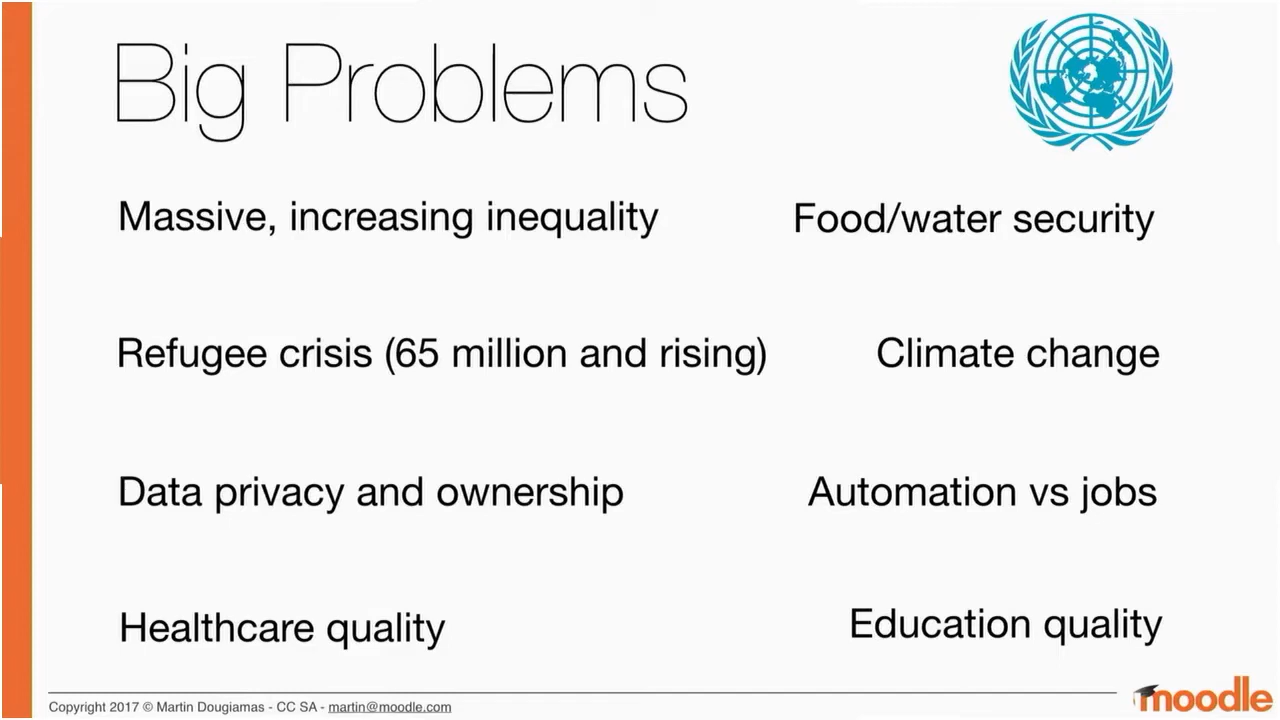 Big Problems
Massive, increasing inequality
Food/water security
Refugee crisis (65 million and rising)
Climate change
Data privacy and ownership
Automation vs jobs
Healthcare quality
Education quality
Copyright 2017 © Martin Dougiamas - CC SA - martin@moodle.com
moodle